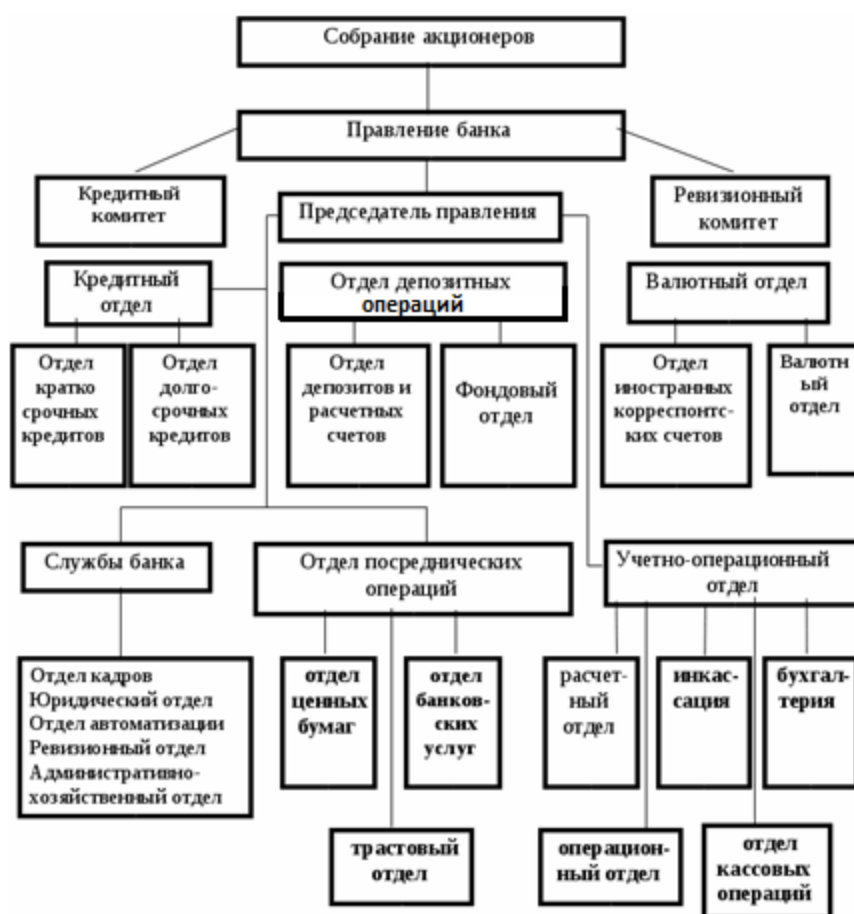 Собрание акционеров
Правление банка
Кредитный
комитет
Председатель правления
Ревизионный
комитет
Кредитный
отдел
Отдел депозитных
операций
Валютный отдел
Отдел
кратко
срочных
кредитов
Отдел
долго-
срочных
кредитов
Отдел
депозитов и
расчетных
счетов
Фондовый
отдел
Отдел
иностранных
корреспонтс-
ких счетов
Валютн
ый
отдел
Службы банка
Отдел посреднических
операций
Учетно-операционный
отдел
Отдел кадров
Юридический отдел
Отдел автоматизации
Ревизионный отдел
Административно-
хозяйственный отдел
отдел
ценных
бумаг
отдел
банков-
ских
услуг
расчет-
ный
отдел
инкас-
сация
бухгал-
терия
трастовый
отдел
операцион-
ный отдел
отдел
кассовых
операций